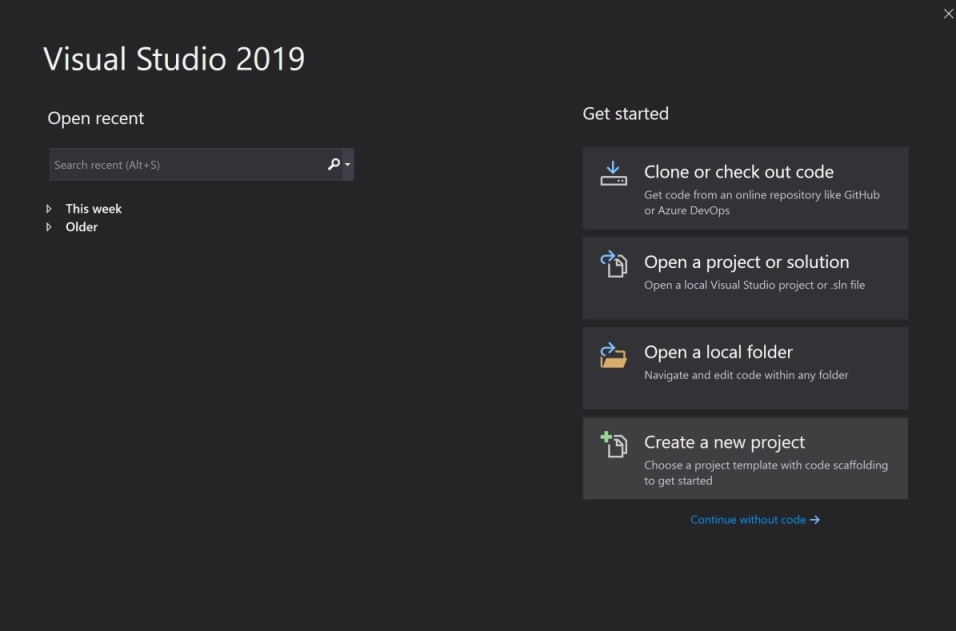 Visual Studio 2019
Open recent
Search recent (Alt+S)
This week
Older
Get started
Clone or check out code
Get code from an online repository like GitHub
or Azure DevOps
Open a project or solution
Open a local Visual Studio project or .sln file
Open a local folder
Navigate and edit code within any folder
Create a new project
Choose a project template with code scaffolding
to get started
Continue without code